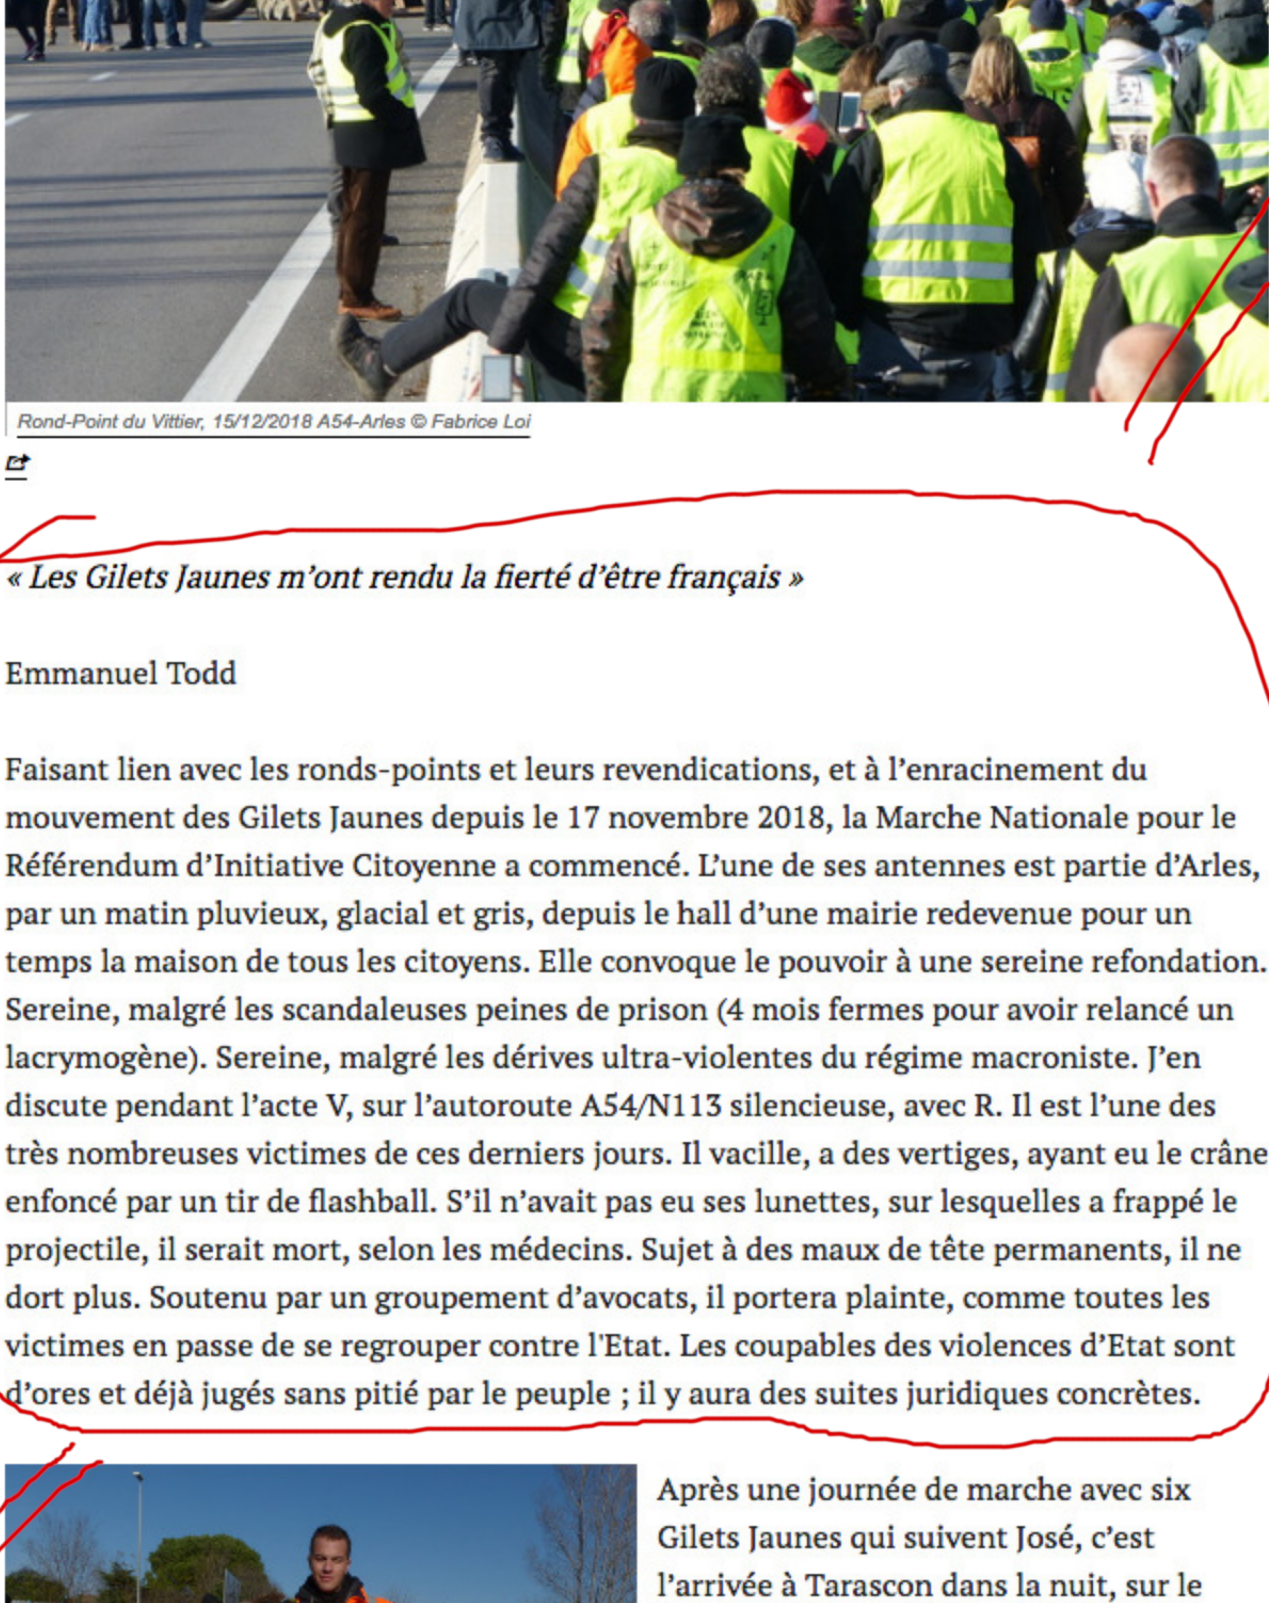 Rond-Point du Vittier, 15/12/2018 A54-Arles © Fabrice Loi
« Les Gilets Jaunes m’ont rendu la fierté d’être français »
Emmanuel Todd
Faisant lien avec les ronds-points et leurs revendications, et à l’enracinement du
mouvement des Gilets Jaunes depuis le 17 novembre 2018, la Marche Nationale pour le
Référendum d’Initiative Citoyenne a commencé. L’une de ses antennes est partie d’Arles,
par un matin pluvieux, glacial et gris, depuis le hall d’une mairie redevenue pour un
temps la maison de tous les citoyens. Elle convoque le pouvoir à une sereine refondation.
Sereine, malgré les scandaleuses peines de prison (4 mois fermes pour avoir relancé un
lacrymogène). Sereine, malgré les dérives ultra-violentes du régime macroniste. J’en
discute pendant l’acte V, sur l’autoroute A54/N113 silencieuse, avec R. Il est l’une des
très nombreuses victimes de ces derniers jours. Il vacille, a des vertiges, ayant eu le crâne
enfoncé par un tir de flashball. S’il n’avait pas eu ses lunettes, sur lesquelles a frappé le
projectile, il serait mort, selon les médecins. Sujet à des maux de tête permanents, il ne
dort plus. Soutenu par un groupement d’avocats, il portera plainte, comme toutes les
victimes en passe de se regrouper contre l'Etat. Les coupables des violences d’Etat sont
d’ores et déjà jugés sans pitié par le peuple ; il y aura des suites juridiques concrètes.
Après une journée de marche avec six
Gilets Jaunes qui suivent José, c’est
l’arrivée à Tarascon dans la nuit, sur le